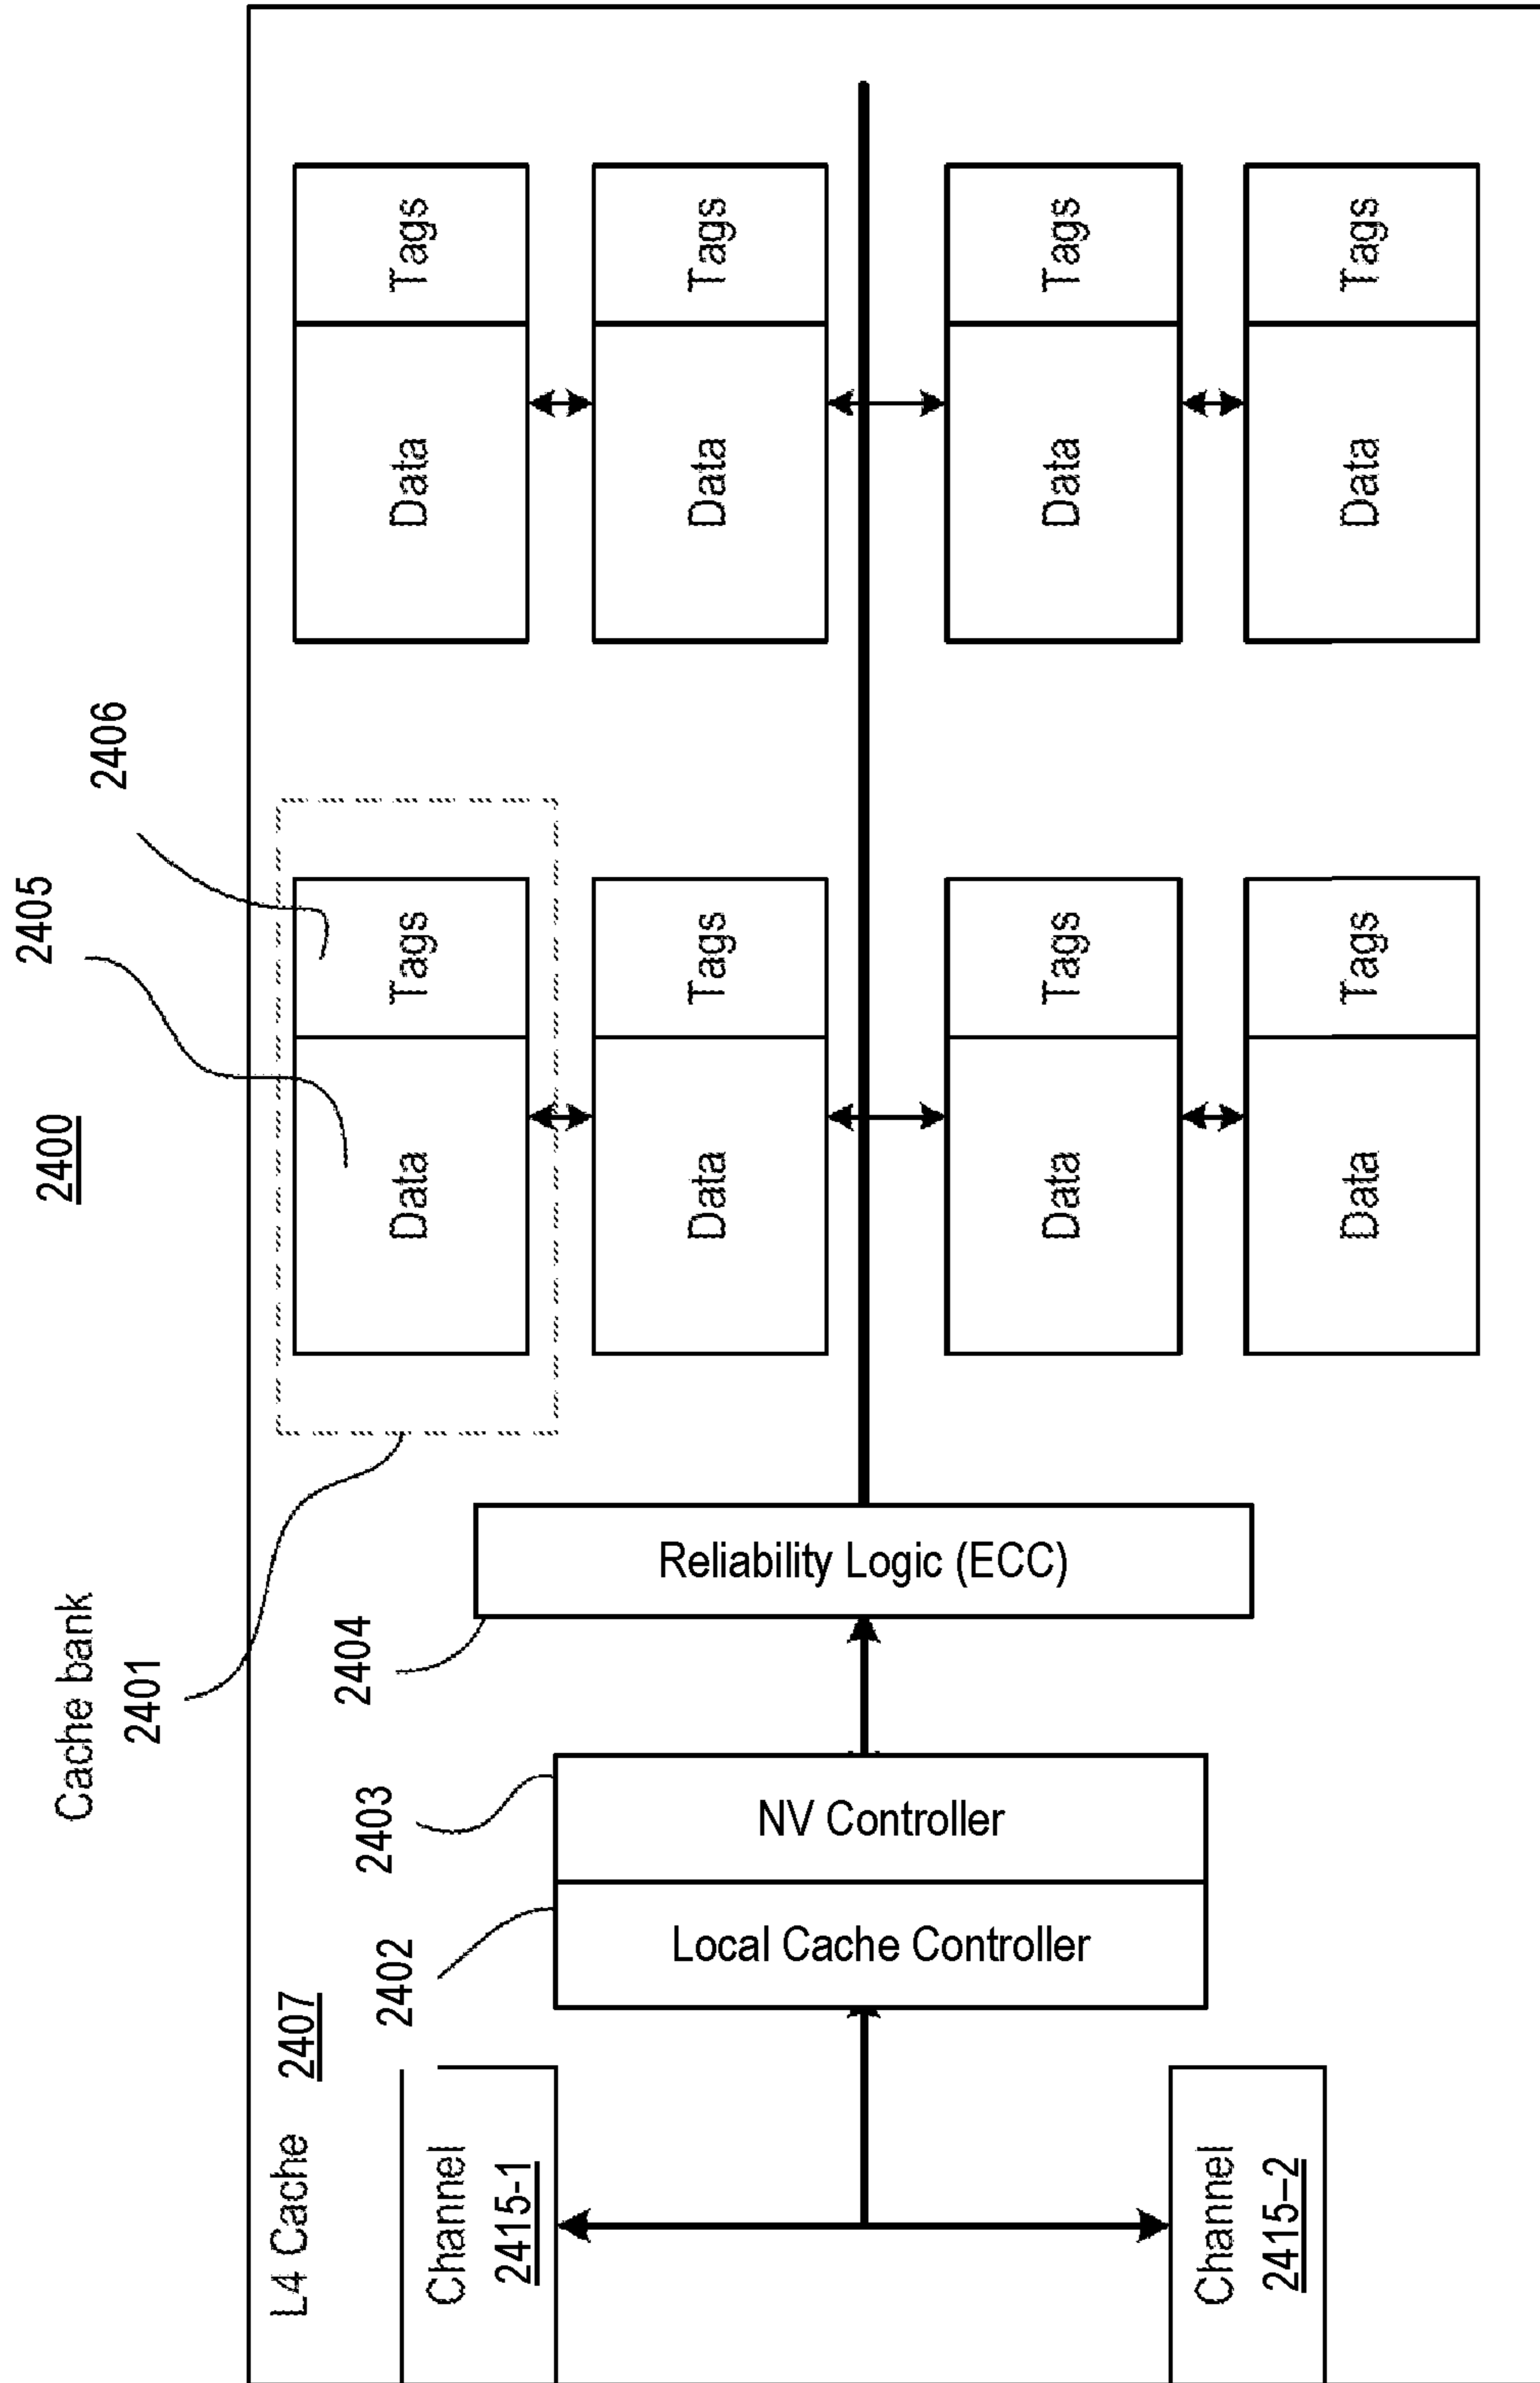 2400
Cache bank
2401
2405
2406
L4 Cache 2407
2402
2403
2404
Channel
2415-1
Channel
2415-2
Local Cache Controller
NV Controller
Reliability Logic (ECC)
Data
Tags
Data
Tags
Data
Tags
Data
Tags
Data
Tags
Data
Tags
Data
Tags
Data
Tags